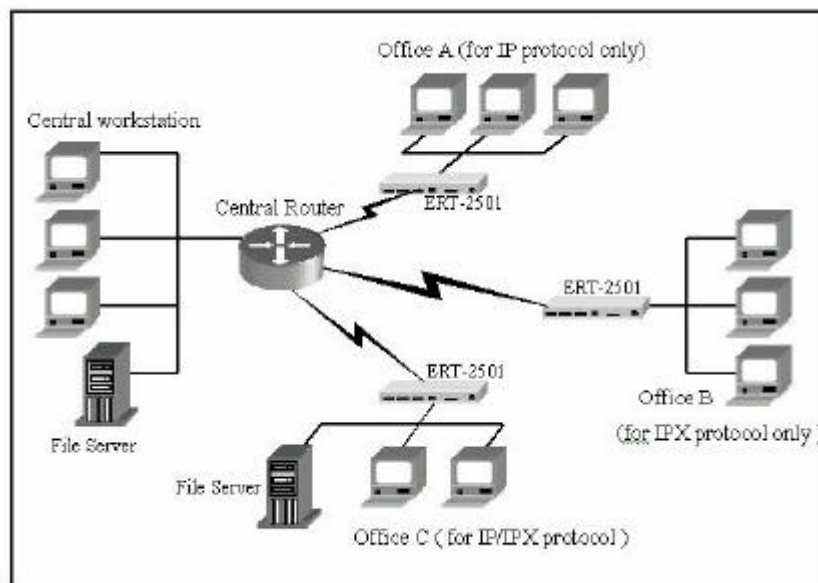 Office A (for IP protocol only)
Central workstation
ERT-2501
Central Router
ERT-2501
ERT-2501
Office B
(for IPX protocol only )
File Server
File Server
Office C ( for IP/IPX protocol )